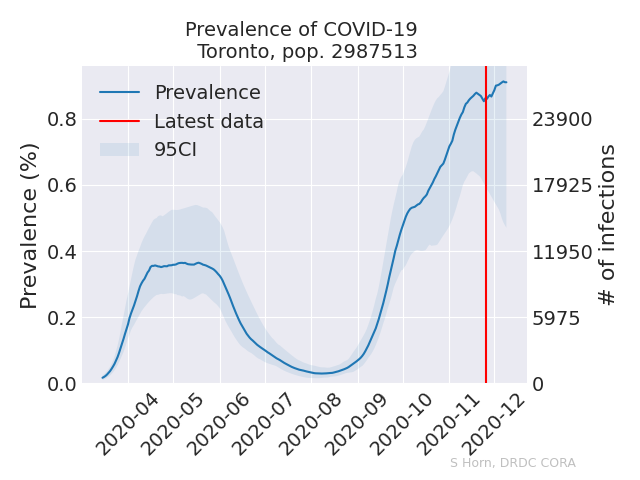 Prevalence of COVID-19
Toronto, pop. 2987513
Prevalence
Latest data
95CI
Prevalence (%)
0.8
0.6
0.4
0.2
0.0
23900
17925
11950
5975
0
# of infections
2020-04
2020-05
2020-06
2020-07
2020-08
2020-09
2020-10
2020-11
2020-12
S Horn, DRDC CORA